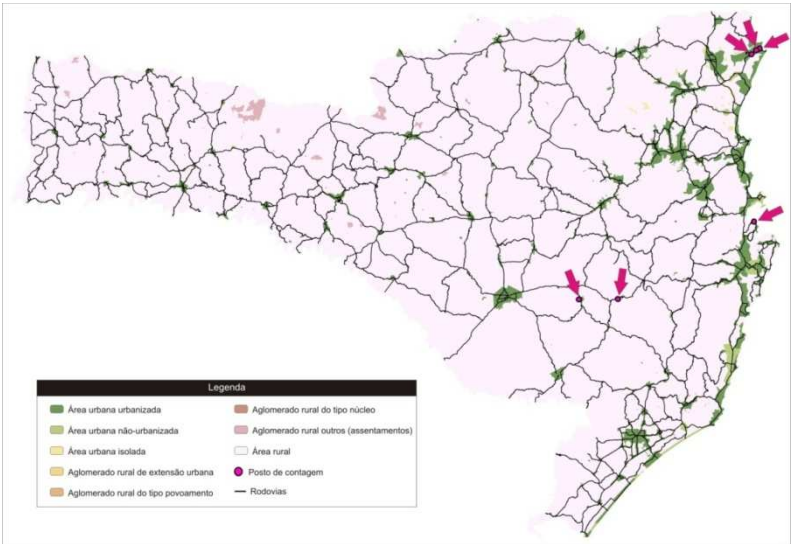 Legenda
Área urbana urbanizada
Área urbana não-urbanizada
Área urbana isolada
Aglomerado rural de extensão urbana
Aglomerado rural do tipo povoamento
Aglomerado rural do tipo núcleo
Aglomerado rural outros (assentamentos)
Área rural
Posto de contagem
Rodovias